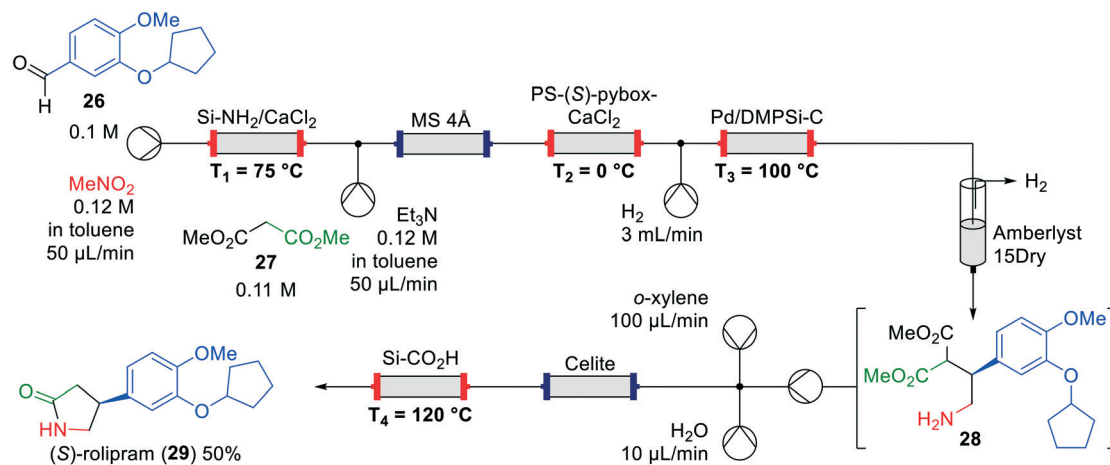 OMe
O
O
H
26
0.1 M
MeNO₂
0.12 M
in toluene
50 µL/min
Si-NH₂/CaCl₂
T₁ = 75 °C
MeO₂C
CO₂Me
27
0.11 M
MS 4Å
Et₃N
0.12 M
in toluene
50 µL/min
PS-(S)-pybox-
CaCl₂
T₂ = 0 °C
H₂
3 mL/min
Pd/DMPSi-C
T₃ = 100 °C
H₂
Amberlyst
15Dry
MeO₂C
OMe
MeO₂C
O
H₂N
28
o-xylene
100 µL/min
H₂O
10 µL/min
Celite
Si-CO₂H
T₄ = 120 °C
OMe
O
O
N
H
(S)-rolipram (29) 50%